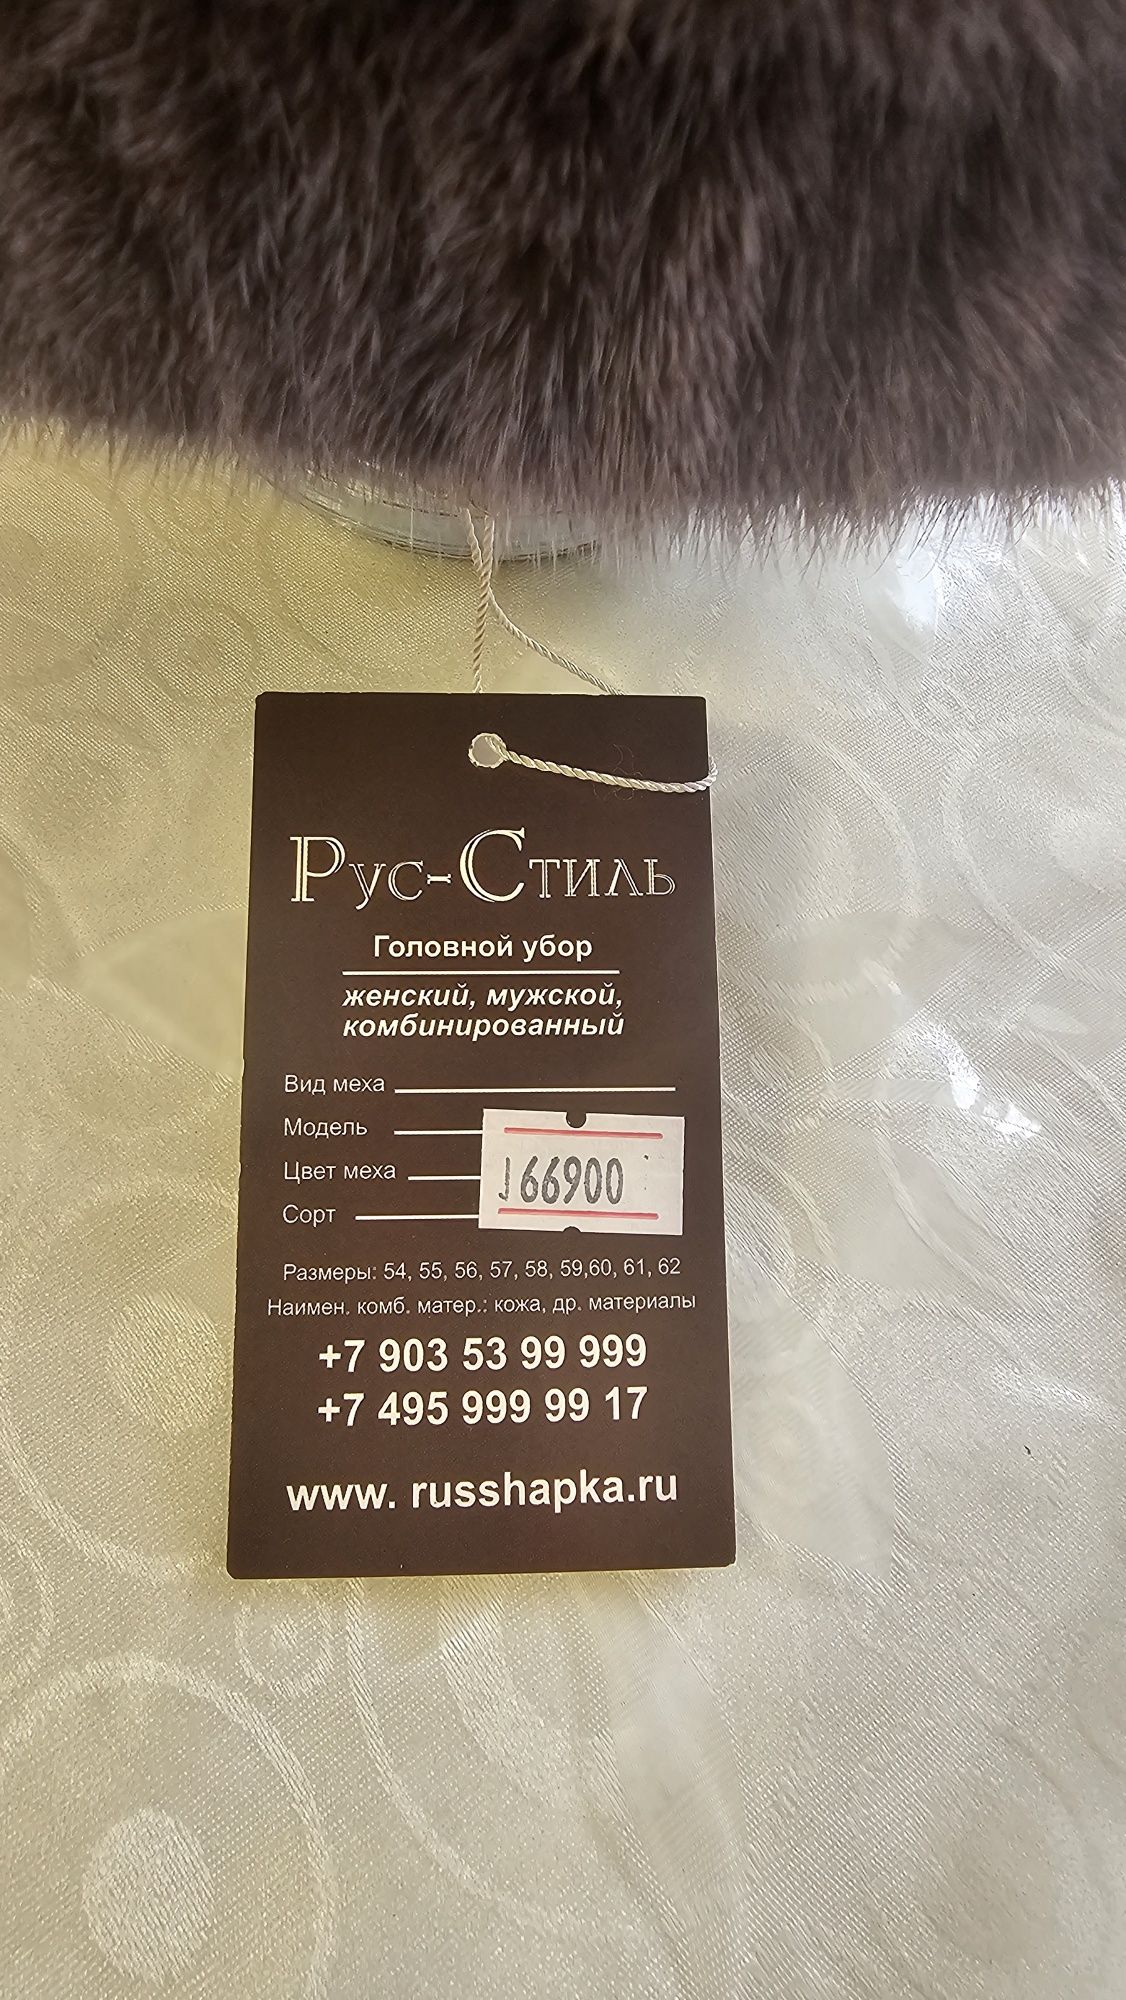 Рус-Стиль
Головной убор
женский, мужской,
комбинированный
Вид меха
Модель
Цвет меха
Сорт
66900
Размеры: 54, 55, 56, 57, 58, 59,60, 61, 62
Наимен. комб. матер.: кожа, др. материалы
+7 903 53 99 999
+7 495 999 99 17
www. russhapka.ru